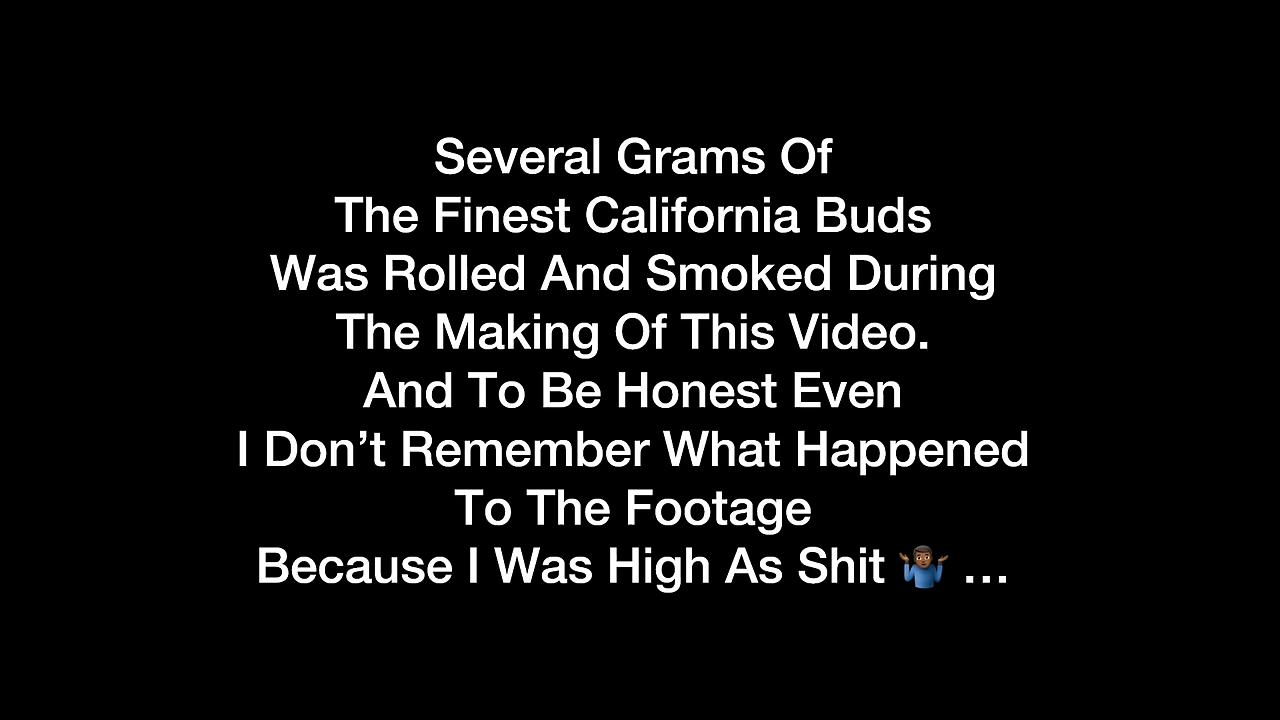 Several Grams Of
The Finest California Buds
Was Rolled And Smoked During
The Making Of This Video.
And To Be Honest Even
I Don’t Remember What Happened
To The Footage
Because I Was High As Shit 🤷🏾‍♂️ …